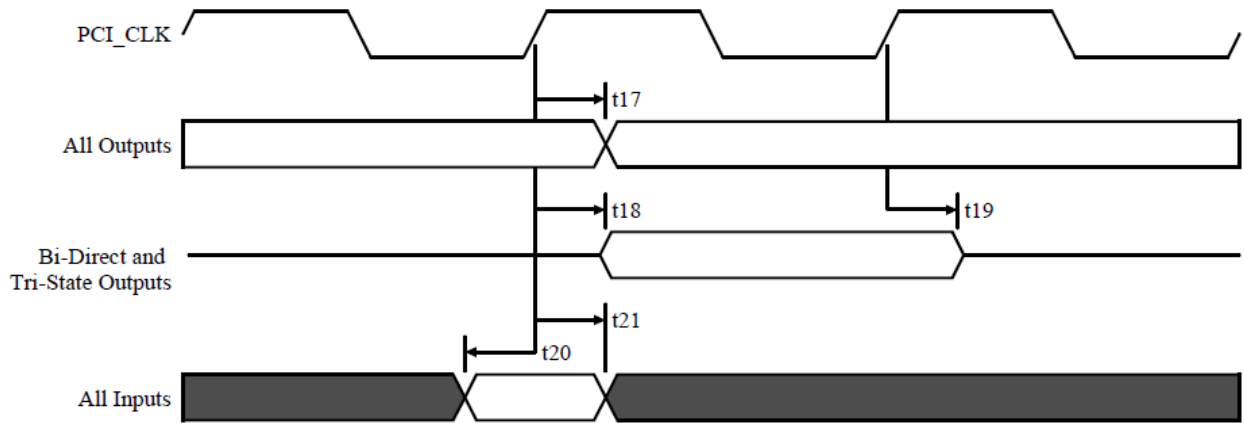 PCI_CLK
t17
All Outputs
t18
t19
Bi-Direct and
Tri-State Outputs
t21
t20
All Inputs